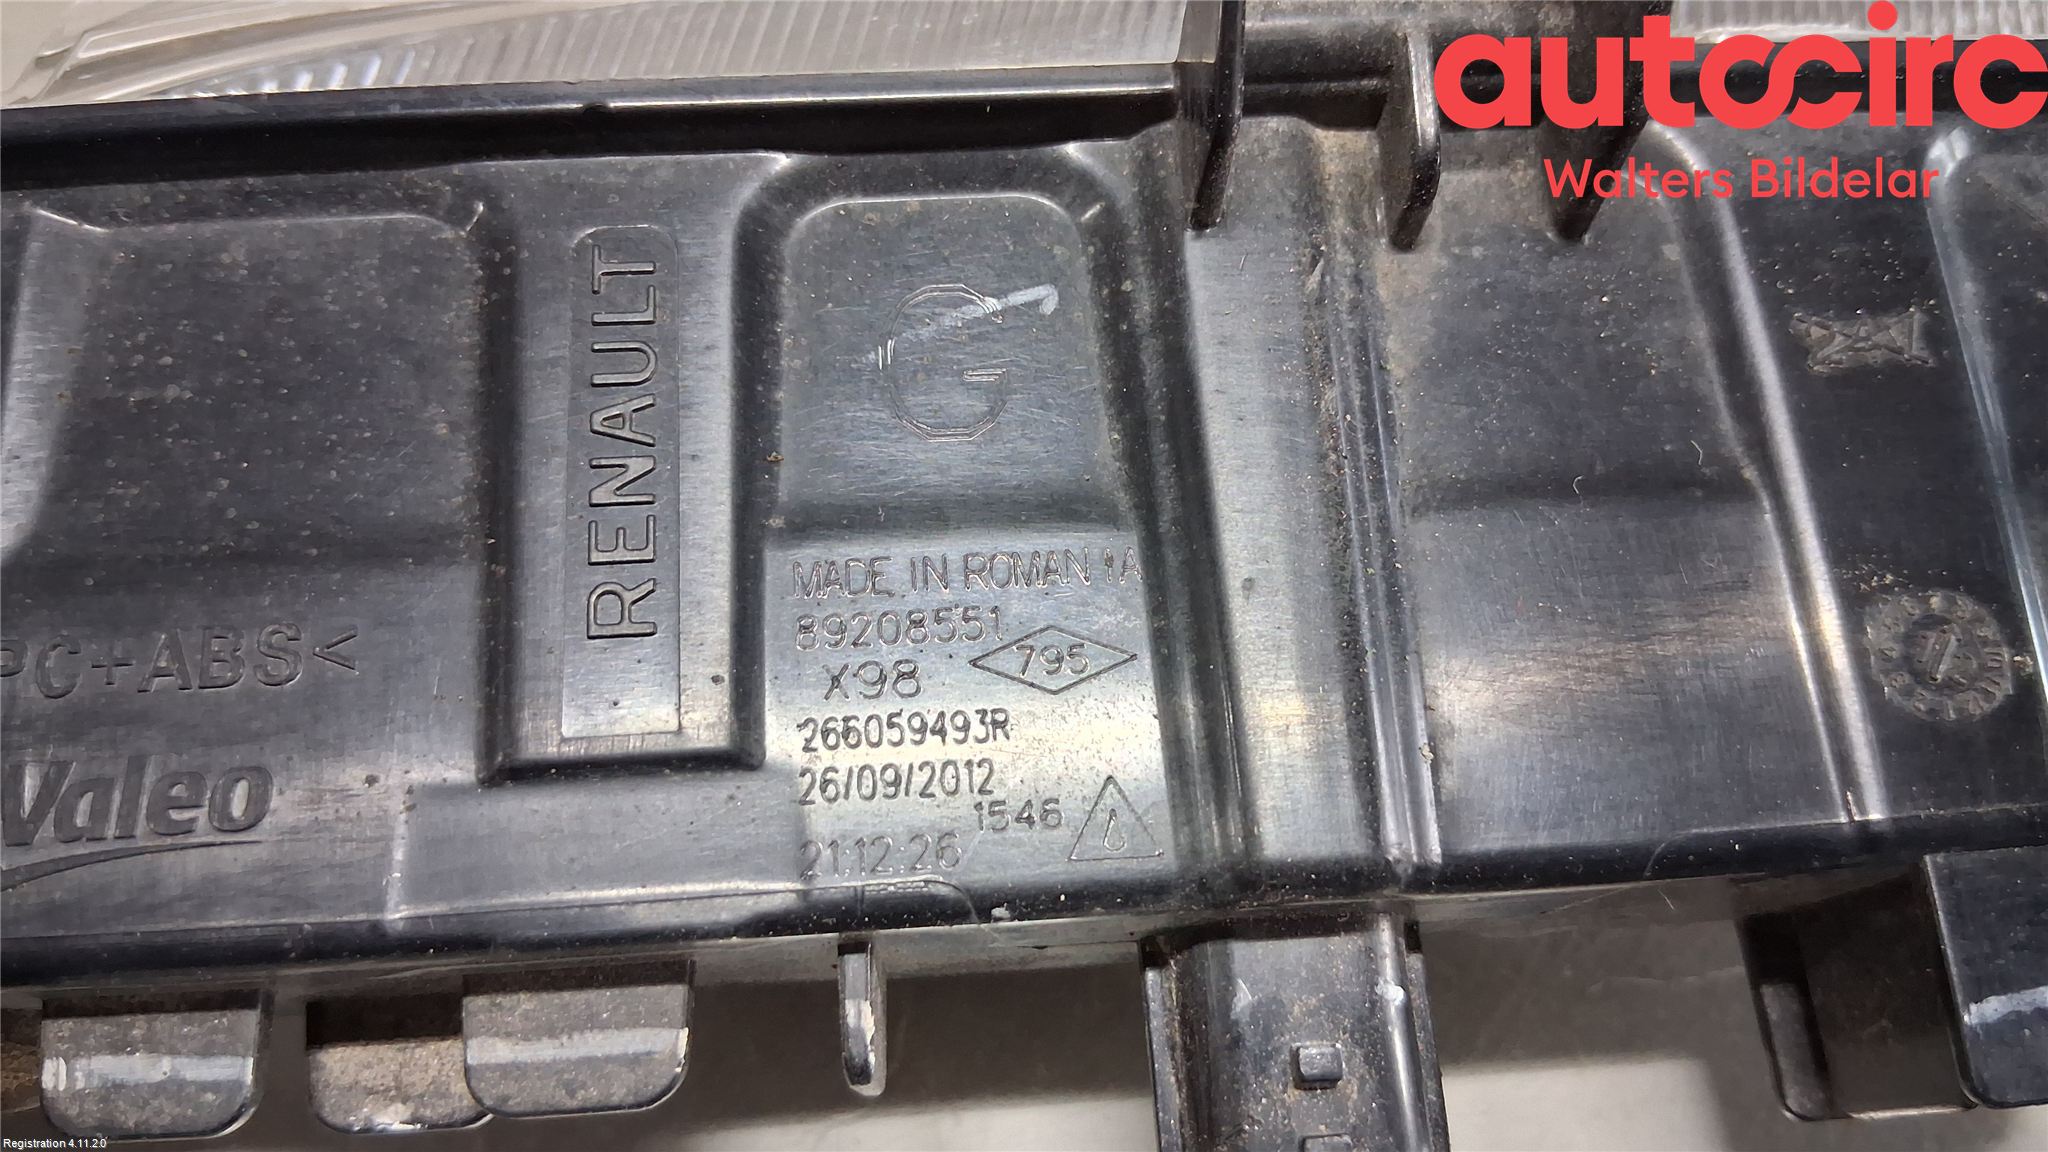 autocirc
Walters Bildelar
RENAULT
G
MADE IN ROMANIA
89208551
X98
795
266059493R
26/09/2012
1546
21.12:26
PC+ABS<
Valeo
Registration 4.11.2.0